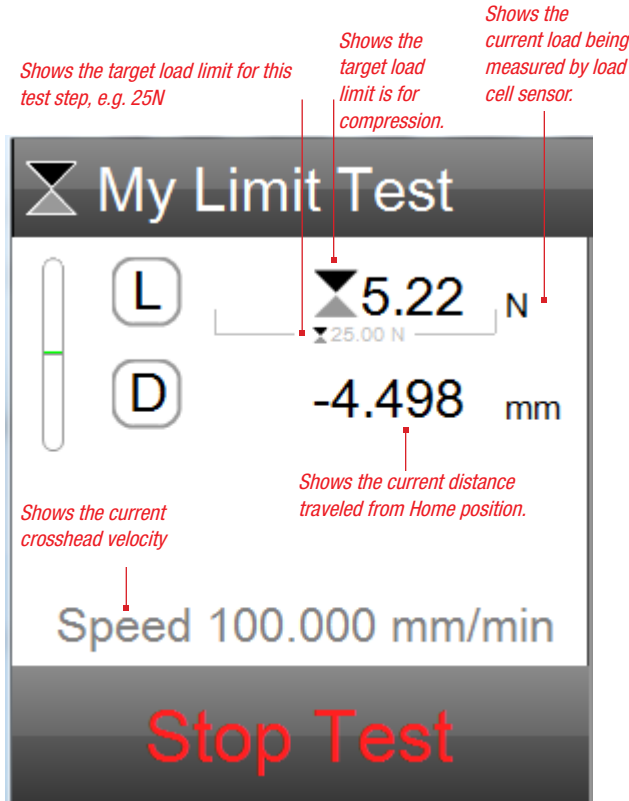 Shows the
current load being
measured by load
cell sensor.
Shows the
target load
limit is for
compression.
Shows the target load limit for this
test step, e.g. 25N
My Limit Test
L 5.22 N
25.00 N
D -4.498 mm
Shows the current distance
traveled from Home position.
Shows the current
crosshead velocity
Speed 100.000 mm/min
Stop Test